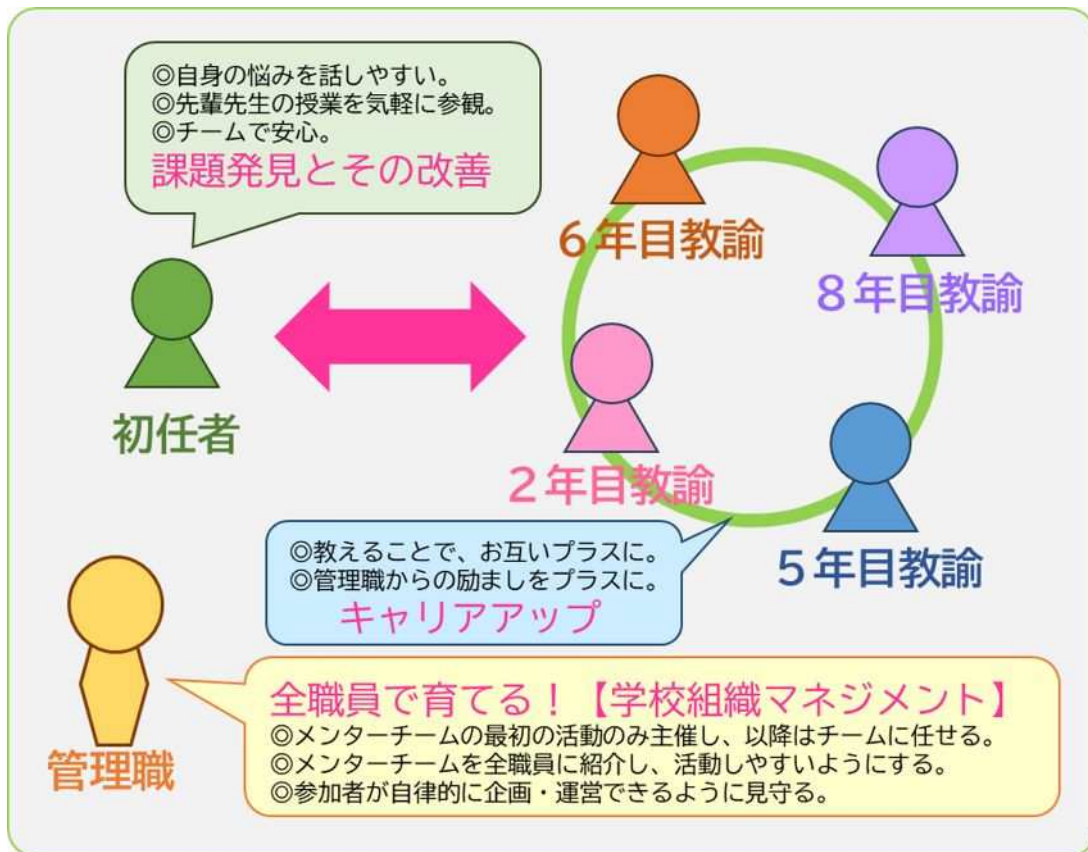 ◎自身の悩みを話しやすい。
◎先輩先生の授業を気軽に参観。
◎チームで安心。
課題発見とその改善
６年目教諭
８年目教諭
初任者
２年目教諭
５年目教諭
◎教えることで、お互いプラスに。
◎管理職からの励ましをプラスに。
キャリアアップ
管理職
全職員で育てる！【学校組織マネジメント】
◎メンターチームの最初の活動のみ主催し、以降はチームに任せる。
◎メンターチームを全職員に紹介し、活動しやすいようにする。
◎参加者が自律的に企画・運営できるように見守る。